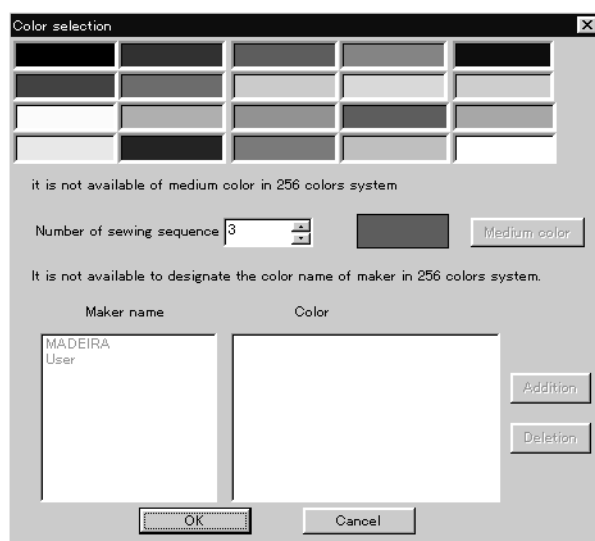 Color selection
it is not available of medium color in 256 colors system
Number of sewing sequence 3
Medium color
It is not available to designate the color name of maker in 256 colors system.
Maker name Color
MADEIRA
User
Addition
Deletion
OK Cancel